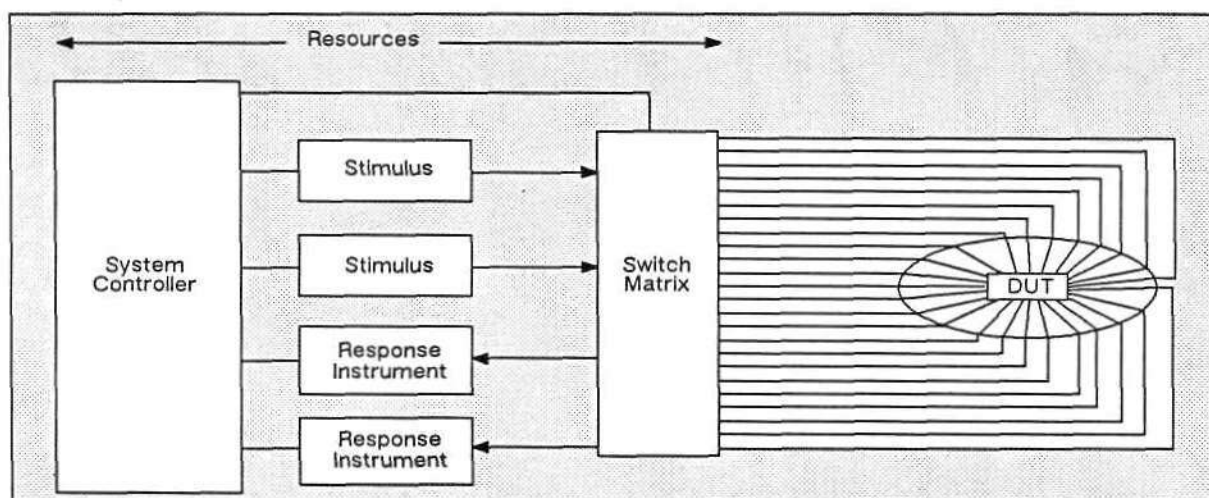 Resources
System
Controller
Stimulus
Stimulus
Response
Instrument
Response
Instrument
Switch
Matrix
DUT